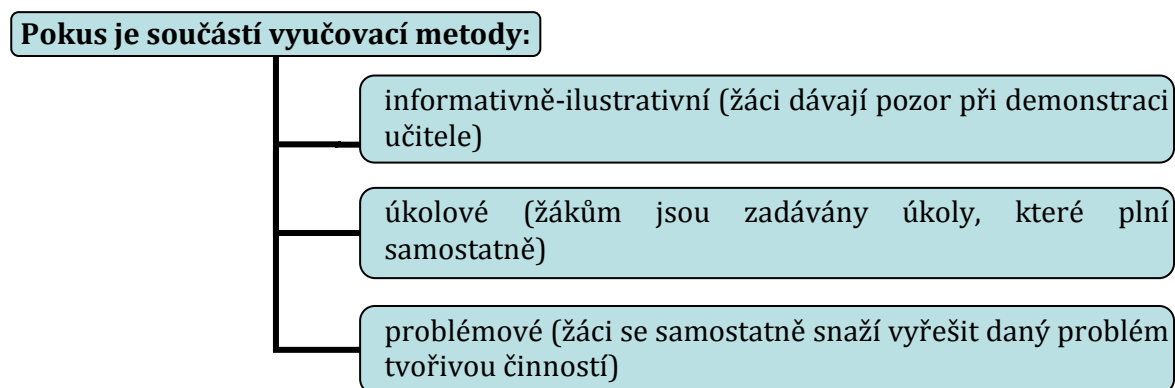 Pokus je součástí vyučovací metody:
informativně-ilustrativní (žáci dávají pozor při demonstraci
učitele)
úkolové (žákům jsou zadávány úkoly, které plní
samostatně)
problémové (žáci se samostatně snaží vyřešit daný problém
tvořivou činností)